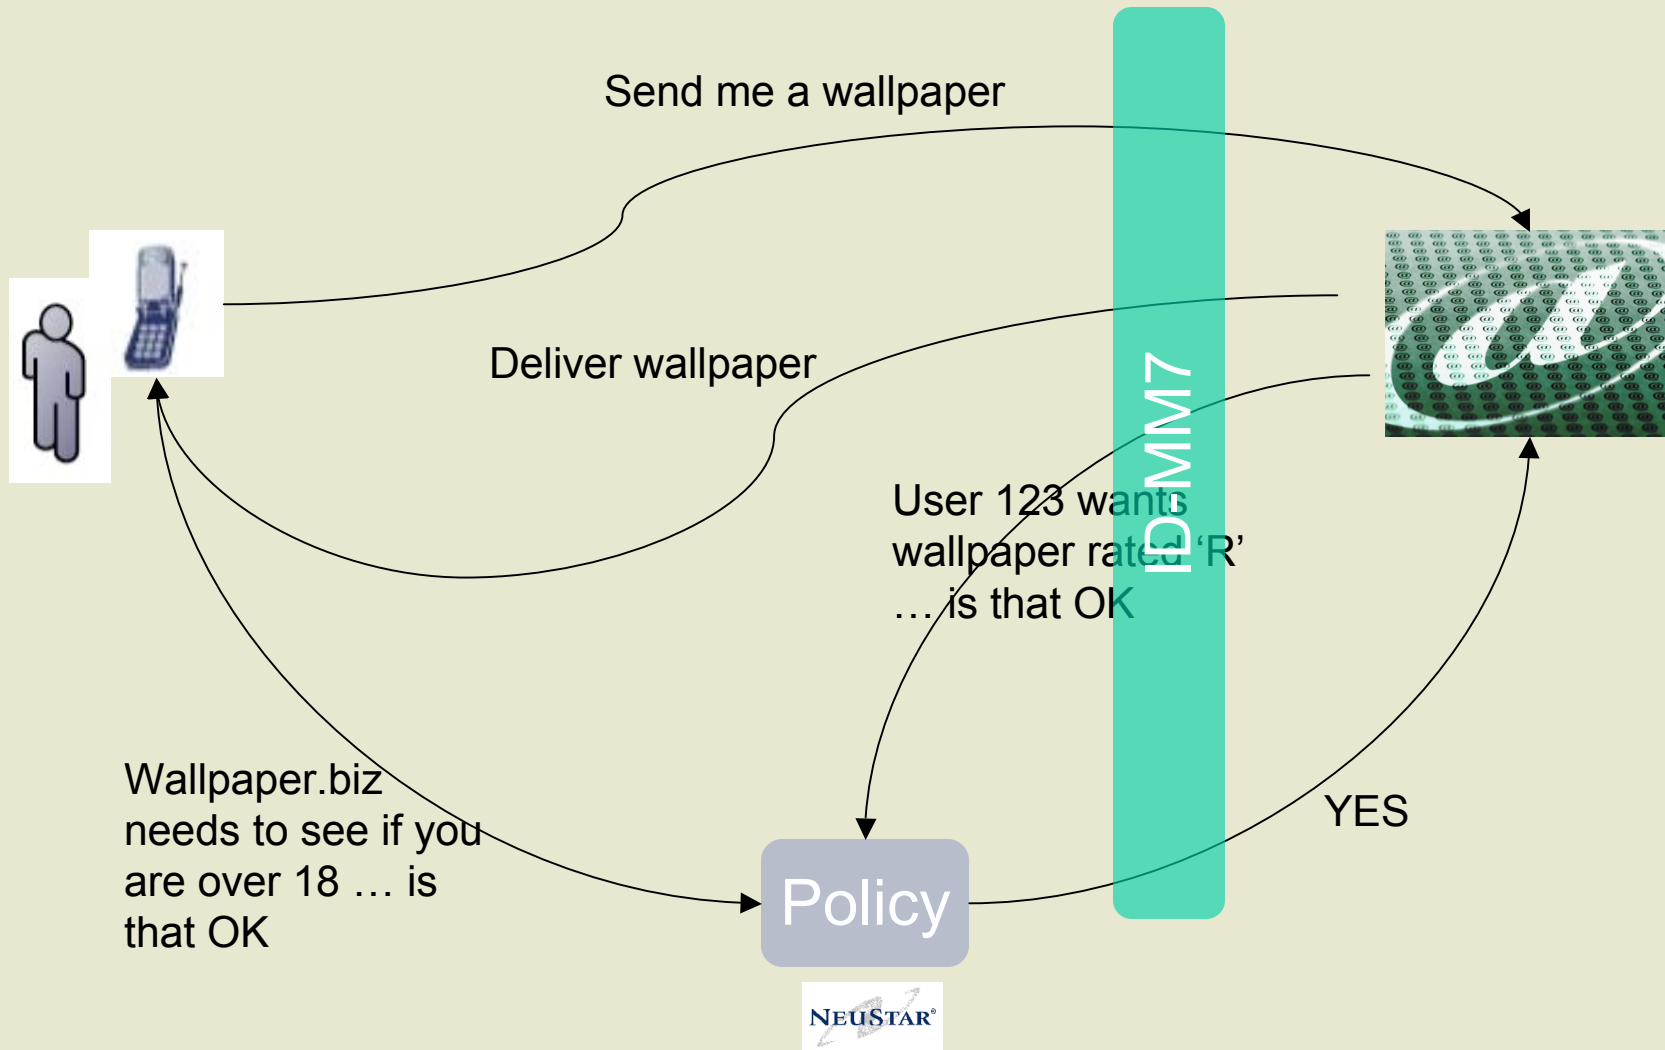 Send me a wallpaper
Deliver wallpaper
ID-MM7
User 123 wants
wallpaper rated ‘R’
… is that OK
Wallpaper.biz
needs to see if you
are over 18 … is
that OK
YES
Policy
NEUSTAR®